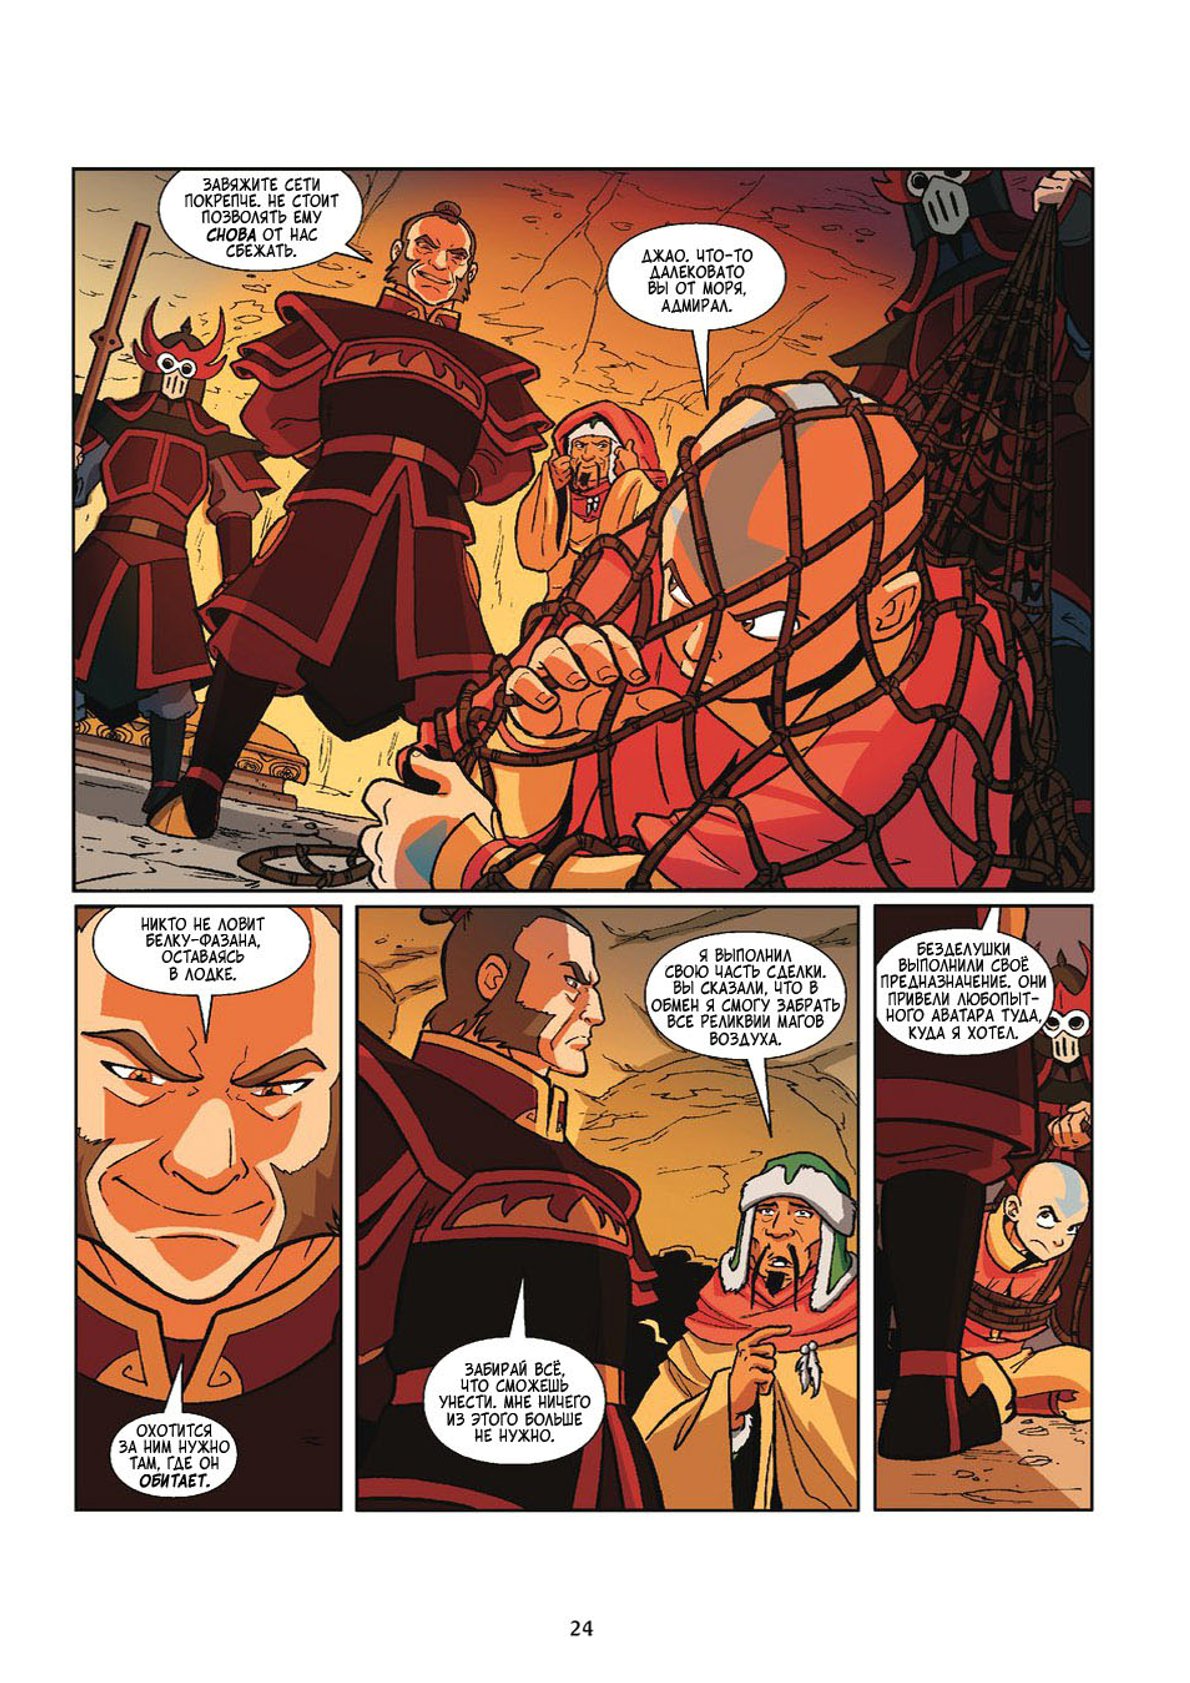 ЗАВЯЖИТЕ СЕТИ
ПОКРЕПЧЕ. НЕ СТОИТ
ПОЗВОЛЯТЬ ЕМУ
СНОВА ОТ НАС
СБЕЖАТЬ.
ДЖАО. ЧТО-ТО
ДАЛЕКОВАТО
ВЫ ОТ МОРЯ,
АДМИРАЛ.
НИКТО НЕ ЛОВИТ
БЕЛКУ-ФАЗАНА,
ОСТАВАЯСЬ
В ЛОДКЕ.
ОХОТИТСЯ
ЗА НИМ НУЖНО
ТАМ, ГДЕ ОН
ОБИТАЕТ.
Я ВЫПОЛНИЛ
СВОЮ ЧАСТЬ СДЕЛКИ.
ВЫ СКАЗАЛИ, ЧТО В
ОБМЕН Я СМОГУ ЗАБРАТЬ
ВСЕ РЕЛИКВИИ МАГОВ
ВОЗДУХА.
ЗАБИРАЙ ВСЁ,
ЧТО СМОЖЕШЬ
УНЕСТИ. МНЕ НИЧЕГО
ИЗ ЭТОГО БОЛЬШЕ
НЕ НУЖНО.
БЕЗДЕЛУШКИ
ВЫПОЛНИЛИ СВОЁ
ПРЕДНАЗНАЧЕНИЕ. ОНИ
ПРИВЕЛИ ЛЮБОПЫТ-
НОГО АВАТАРА ТУДА,
КУДА Я ХОТЕЛ.
24